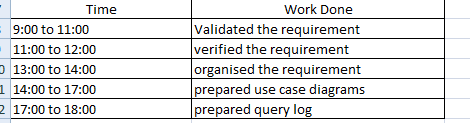 Time Work Done
9:00 to 11:00 Validated the requirement
11:00 to 12:00 verified the requirement
13:00 to 14:00 organised the requirement
14:00 to 17:00 prepared use case diagrams
17:00 to 18:00 prepared query log